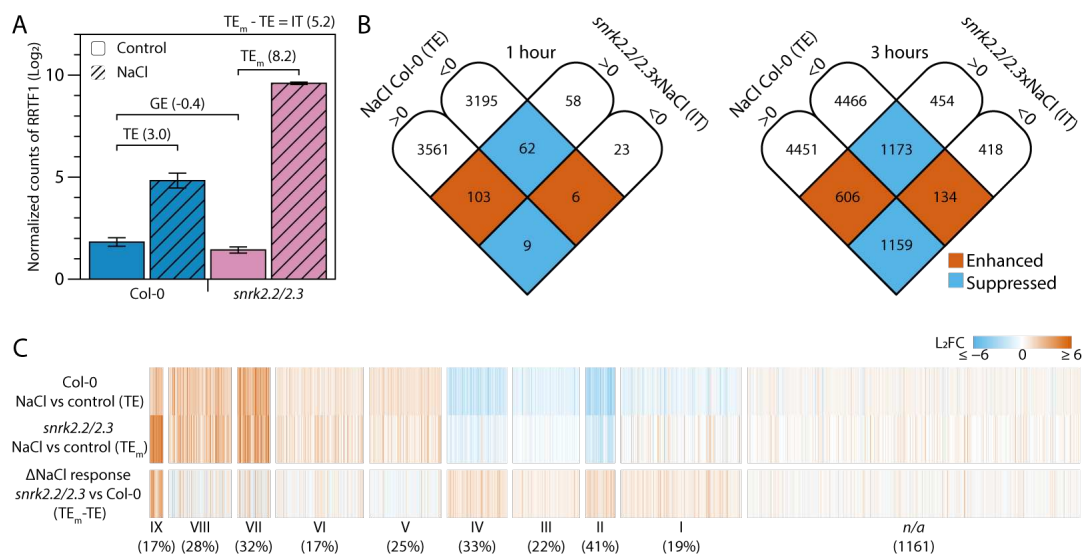 A
TEm - TE = IT (5.2)
Control
NaCl
TEm (8.2)
GE (-0.4)
TE (3.0)
Normalized counts of RRTF1 (Log2)
10
5
0
Col-0
snrk2.2/2.3
B
1 hour
NaCl Col-0 (TE)
snrk2.2/2.3xNaCl (IT)
>0
<0
>0
<0
3561
3195
58
23
62
103
6
9
3 hours
NaCl Col-0 (TE)
snrk2.2/2.3xNaCl (IT)
>0
<0
>0
<0
4451
4466
454
418
1173
606
134
1159
Enhanced
Suppressed
C
L2FC
≤ −6
0
≥ 6
Col-0
NaCl vs control (TE)
snrk2.2/2.3
NaCl vs control (TEm)
ΔNaCl response
snrk2.2/2.3 vs Col-0
(TEm-TE)
IX VIII VII VI V IV III II I n/a
(17%) (28%) (32%) (17%) (25%) (33%) (22%) (41%) (19%) (1161)